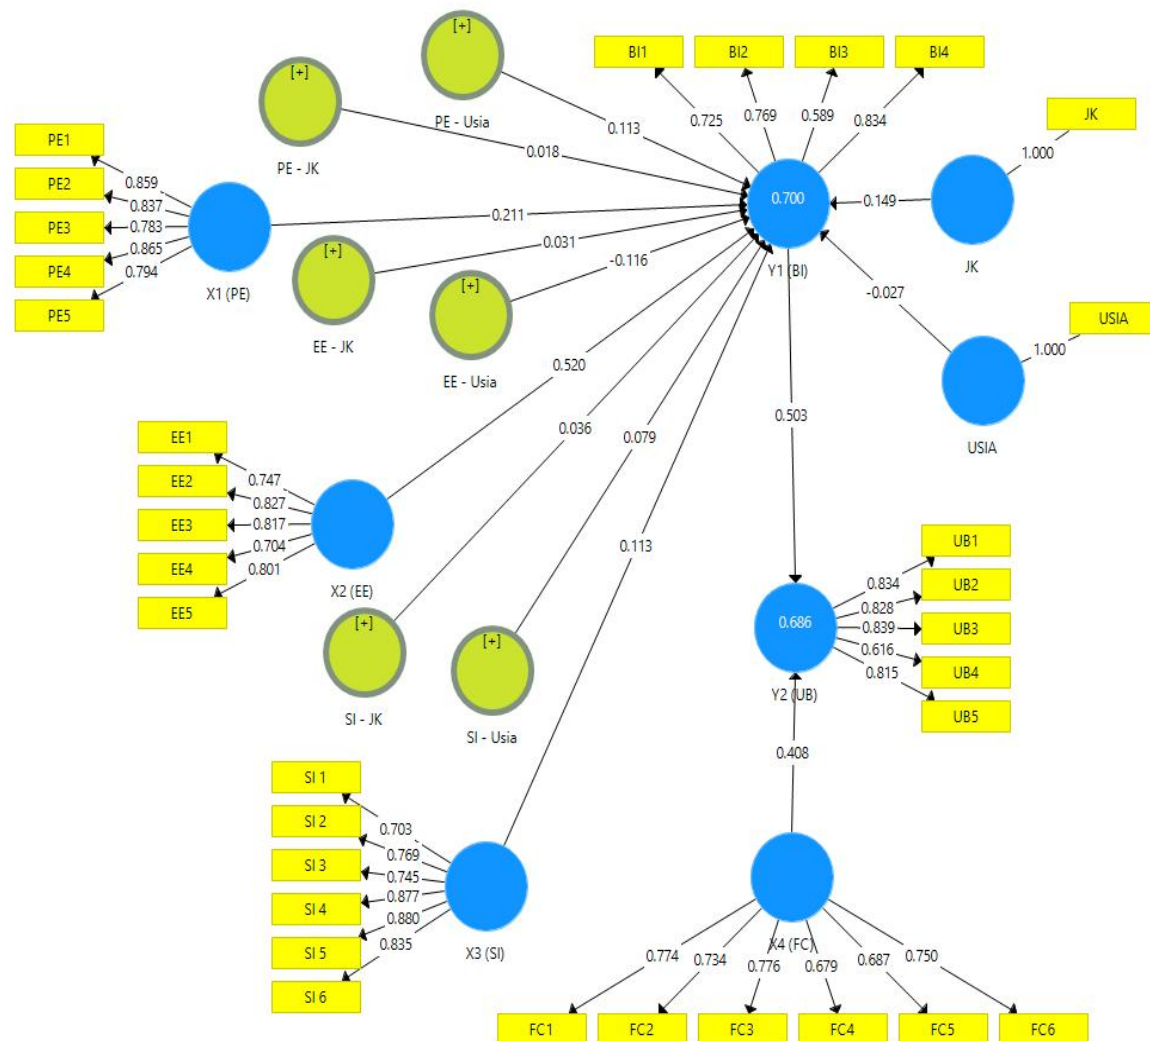 [+]
PE - Usia
[+]
PE - JK
BI1
BI2
BI3
BI4
0.725
0.769
0.589
0.834
JK
1.000
JK
0.113
0.018
PE1
PE2
PE3
PE4
PE5
0.859
0.837
0.783
0.865
0.794
X1 (PE)
0.211
0.700
Y1 (BI)
0.149
[+]
EE - JK
0.031
[+]
EE - Usia
-0.116
-0.027
USIA
1.000
USIA
0.520
0.036
0.079
0.113
0.503
EE1
EE2
EE3
EE4
EE5
0.747
0.827
0.817
0.704
0.801
X2 (EE)
[+]
SI - JK
[+]
SI - Usia
0.686
Y2 (UB)
0.834
0.828
0.839
0.616
0.815
UB1
UB2
UB3
UB4
UB5
0.408
SI 1
SI 2
SI 3
SI 4
SI 5
SI 6
0.703
0.769
0.745
0.877
0.880
0.835
X3 (SI)
X4 (FC)
0.774
0.734
0.776
0.679
0.687
0.750
FC1
FC2
FC3
FC4
FC5
FC6